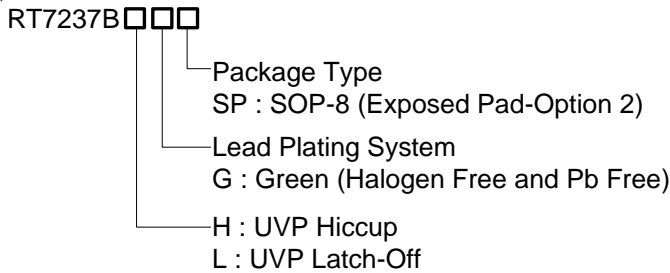 RT7237B□□□
Package Type
SP : SOP-8 (Exposed Pad-Option 2)
Lead Plating System
G : Green (Halogen Free and Pb Free)
H : UVP Hiccup
L : UVP Latch-Off